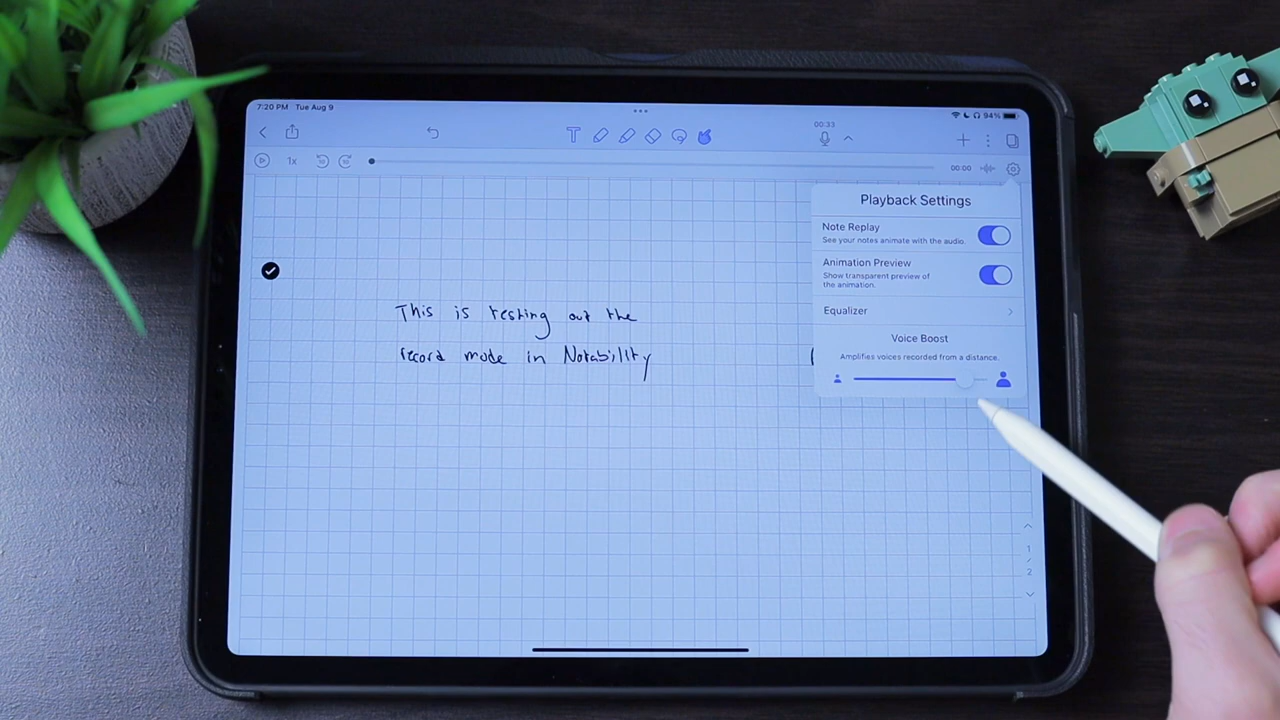 7:20 PM Tue Aug 9
94%
00:33
1x
00:00
Playback Settings
Note Replay
See your notes animate with the audio.
Animation Preview
Show transparent preview of
the animation.
Equalizer
Voice Boost
Amplifies voices recorded from a distance.
This is testing out the
record mode in Notability
1
2